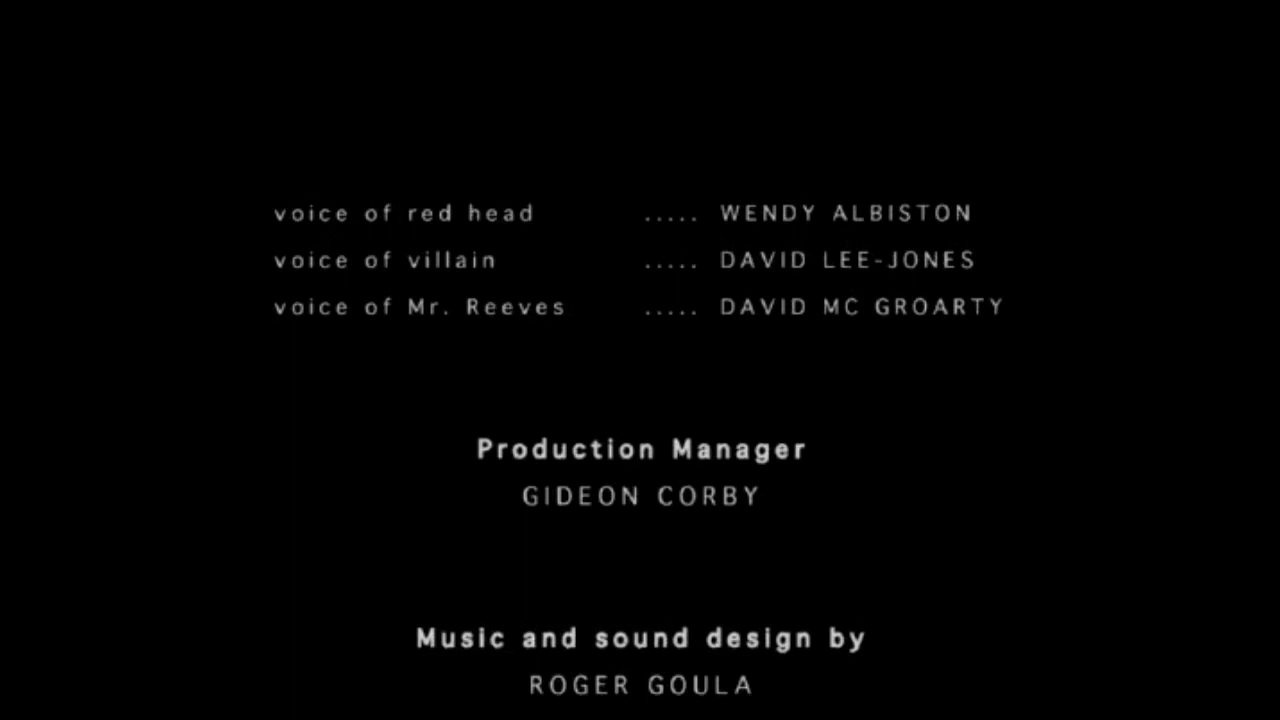 voice of red head ..... WENDY ALBISTON
voice of villain ..... DAVID LEE-JONES
voice of Mr. Reeves ..... DAVID MC GROARTY
Production Manager
GIDEON CORBY
Music and sound design by
ROGER GOULA